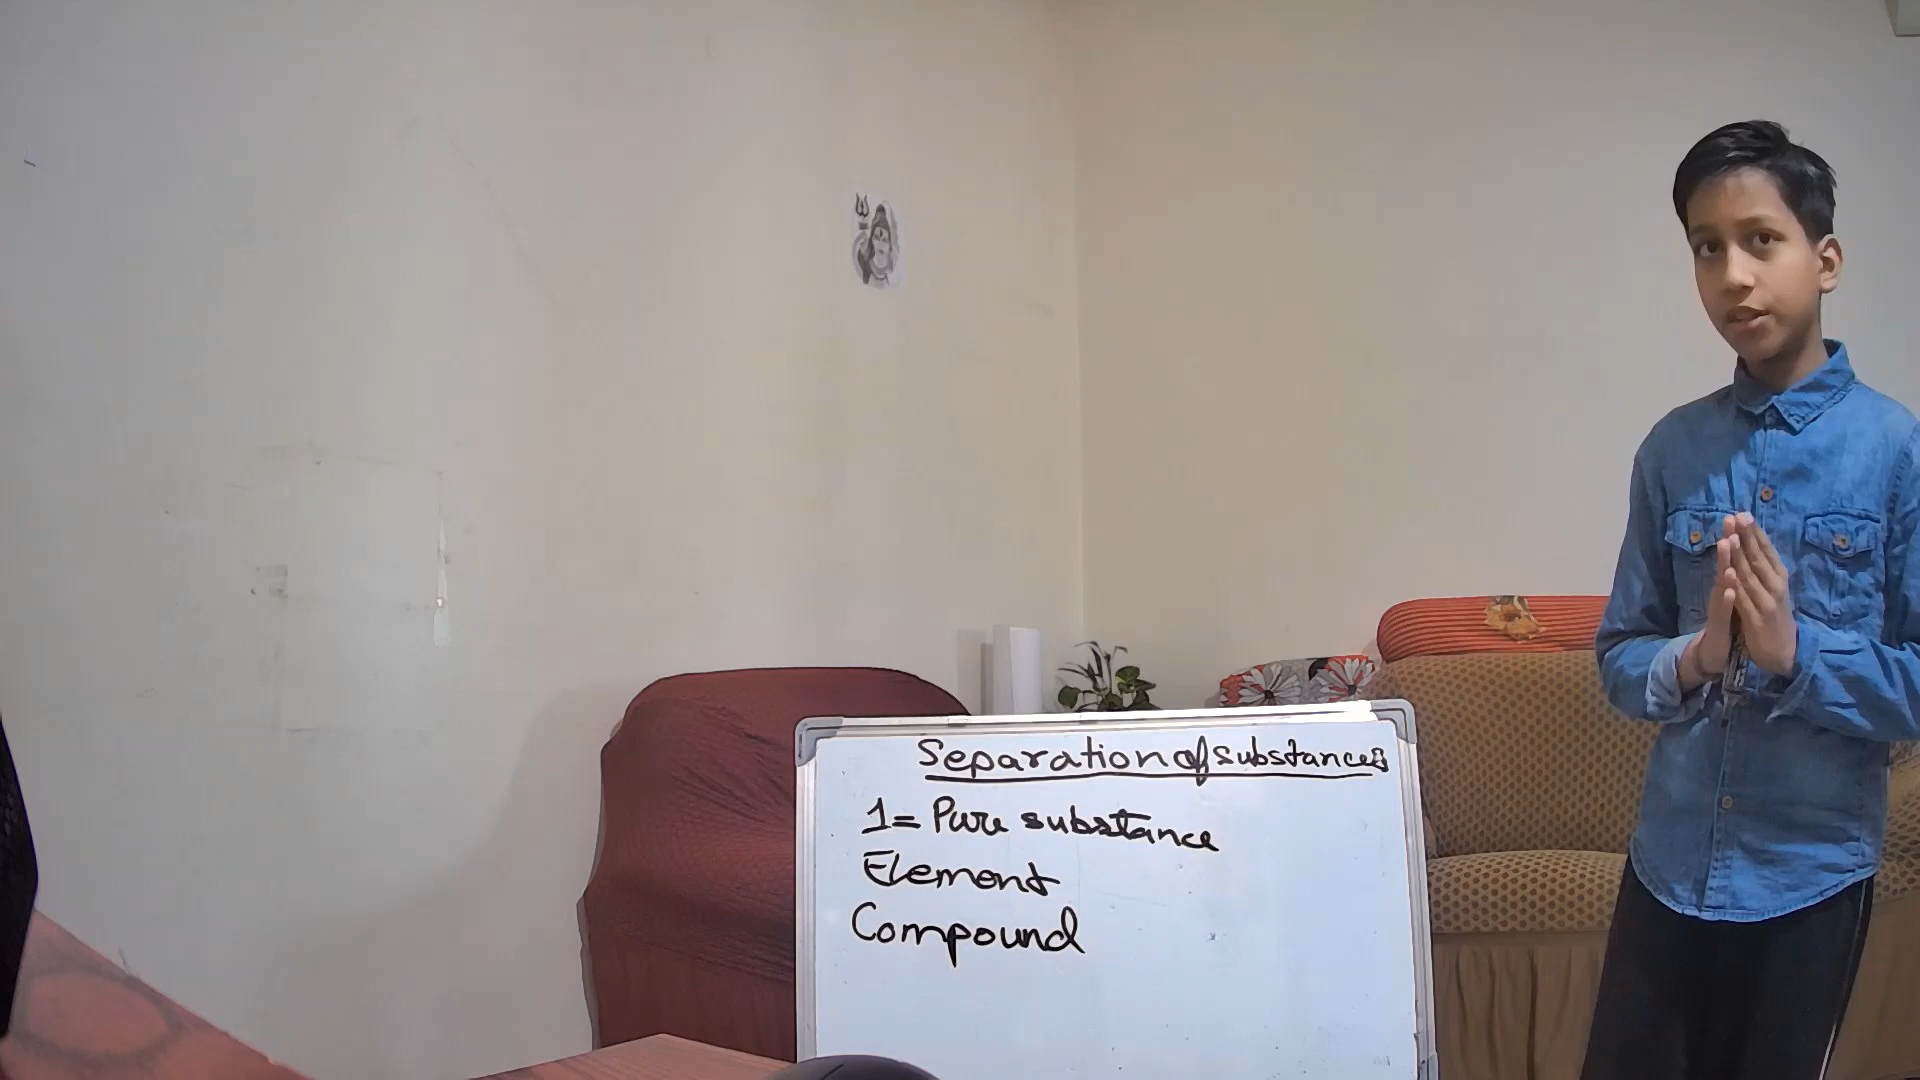 Separation of substances
1= Pure substance
Element
Compound